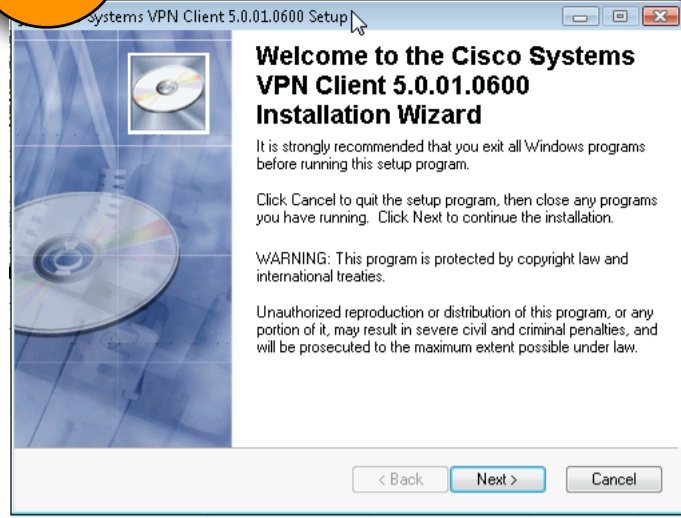 Systems VPN Client 5.0.01.0600 Setup
Welcome to the Cisco Systems
VPN Client 5.0.01.0600
Installation Wizard
It is strongly recommended that you exit all Windows programs
before running this setup program.
Click Cancel to quit the setup program, then close any programs
you have running. Click Next to continue the installation.
WARNING: This program is protected by copyright law and
international treaties.
Unauthorized reproduction or distribution of this program, or any
portion of it, may result in severe civil and criminal penalties, and
will be prosecuted to the maximum extent possible under law.
< Back Next > Cancel